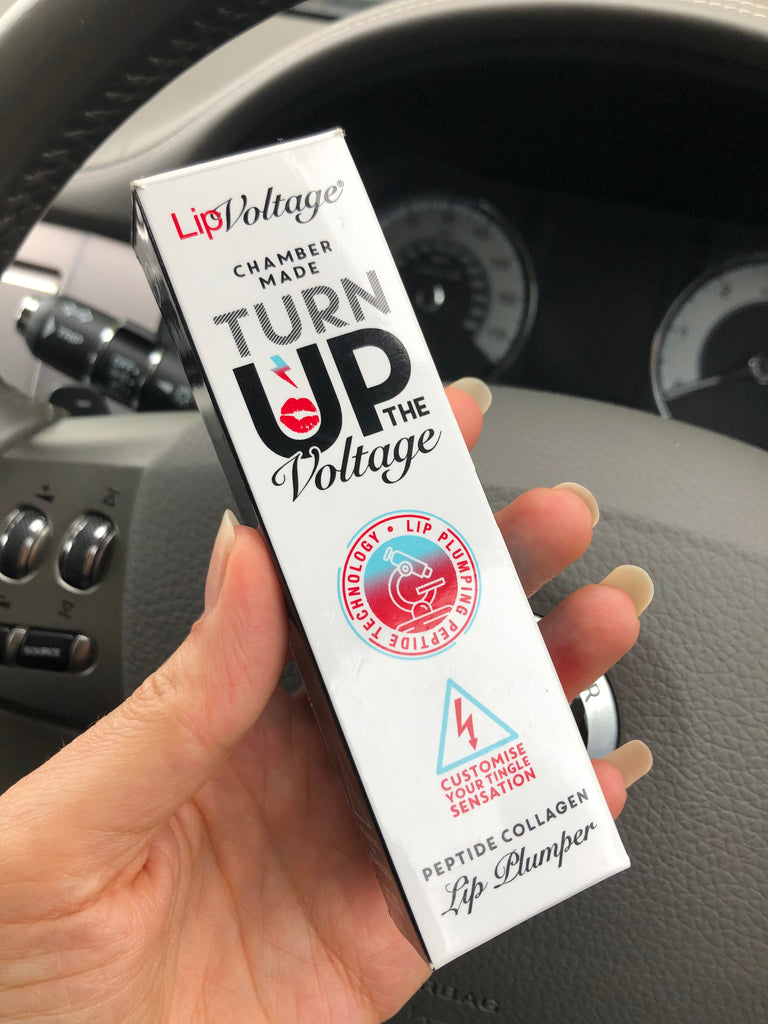 LipVoltage®
CHAMBER
MADE
TURN
UP
THE
Voltage
LIP PLUMPING PEPTIDE TECHNOLOGY •
CUSTOMISE
YOUR TINGLE
SENSATION
PEPTIDE COLLAGEN
Lip Plumper
SOURCE